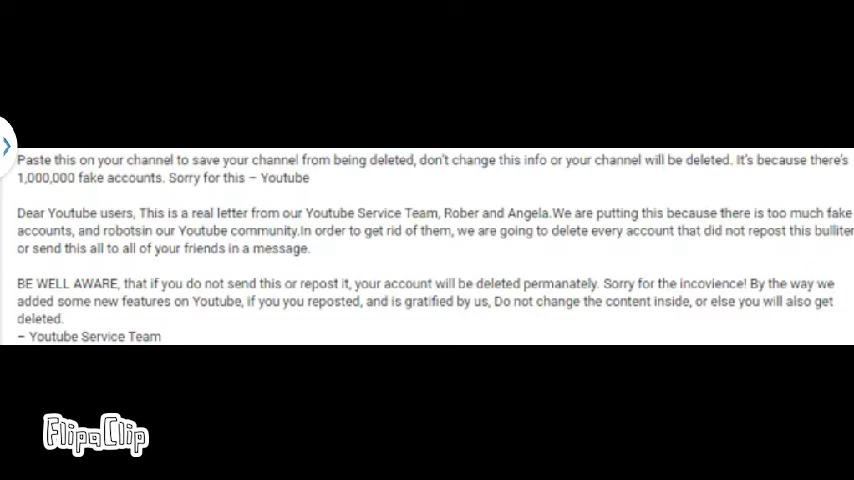 Paste this on your channel to save your channel from being deleted, don't change this info or your channel will be deleted. It's because there's
1,000,000 fake accounts. Sorry for this – Youtube
Dear Youtube users, This is a real letter from our Youtube Service Team, Rober and Angela.We are putting this because there is too much fake
accounts, and robotsin our Youtube community.In order to get rid of them, we are going to delete every account that did not repost this bulliten
or send this all to all of your friends in a message.
BE WELL AWARE, that if you do not send this or repost it, your account will be deleted permanately. Sorry for the incovience! By the way we
added some new features on Youtube, if you you reposted, and is gratified by us, Do not change the content inside, or else you will also get
deleted.
– Youtube Service Team
FlipaClip